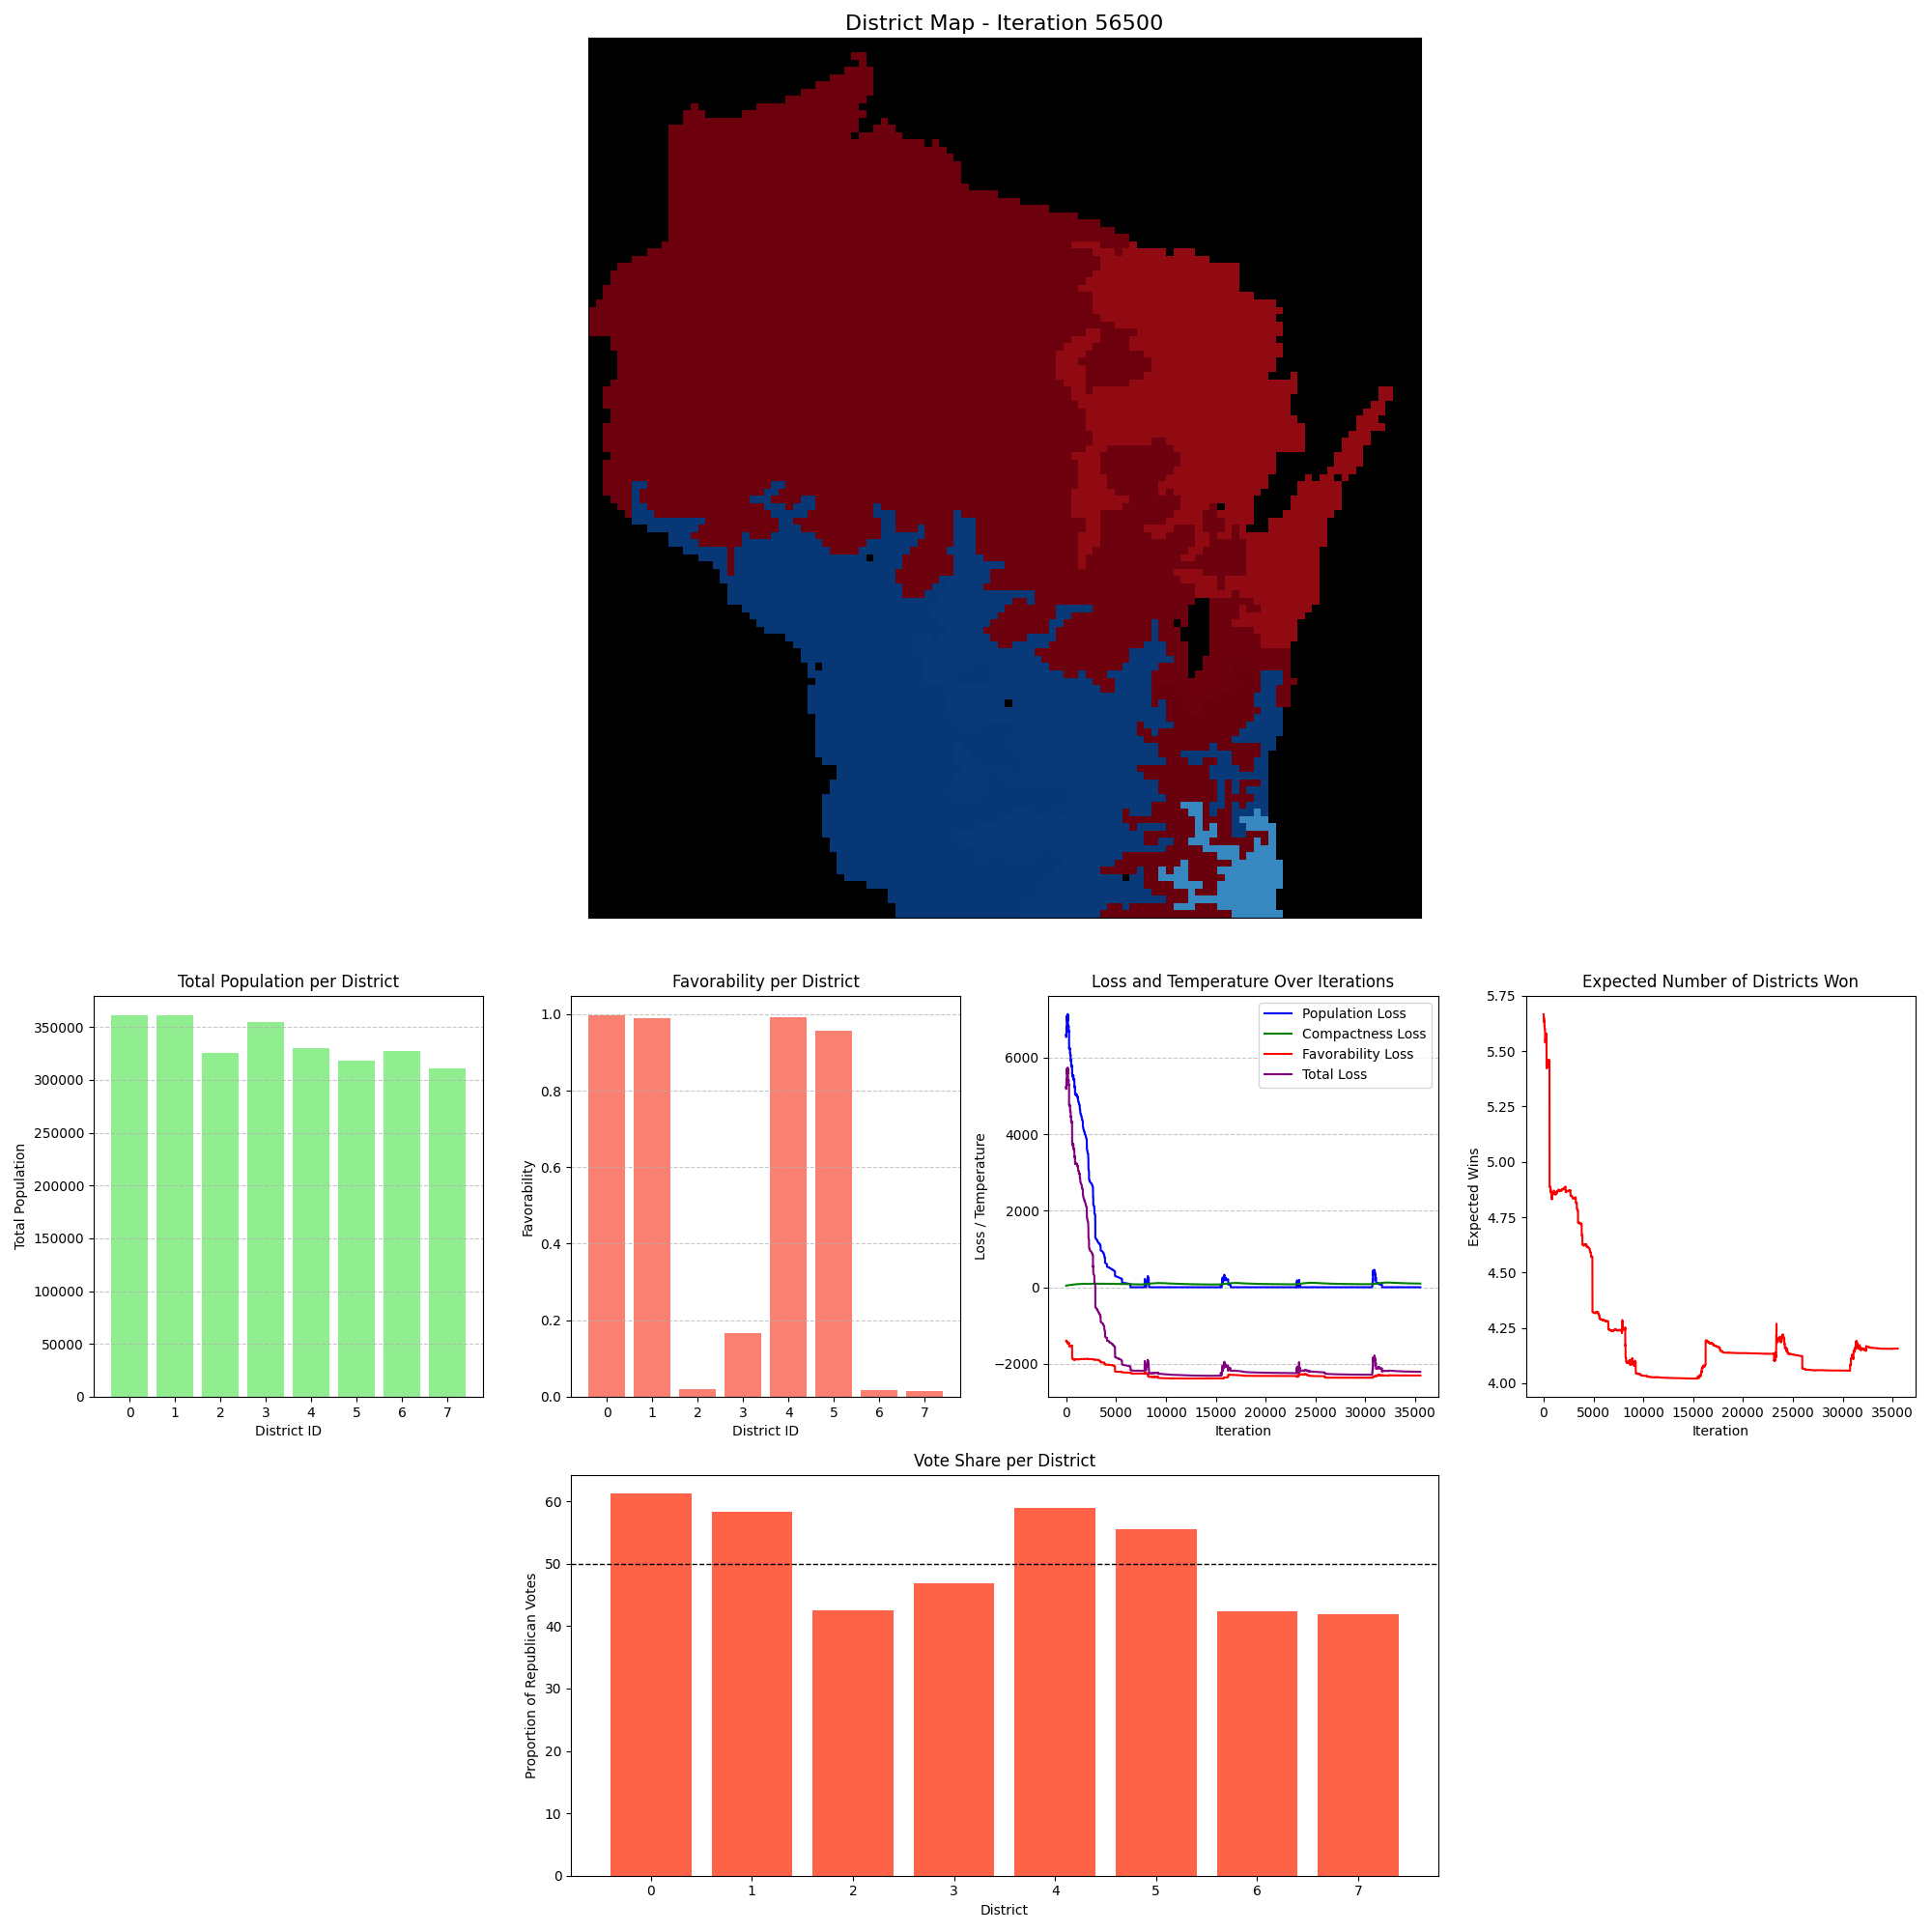 District Map - Iteration 56500
Total Population per District
Total Population
350000
300000
250000
200000
150000
100000
50000
0
0 1 2 3 4 5 6 7
District ID
Favorability per District
Favorability
1.0
0.8
0.6
0.4
0.2
0.0
0 1 2 3 4 5 6 7
District ID
Loss and Temperature Over Iterations
Loss / Temperature
6000
4000
2000
0
−2000
Population Loss
Compactness Loss
Favorability Loss
Total Loss
0 5000 10000 15000 20000 25000 30000 35000
Iteration
Expected Number of Districts Won
Expected Wins
5.75
5.50
5.25
5.00
4.75
4.50
4.25
4.00
0 5000 10000 15000 20000 25000 30000 35000
Iteration
Vote Share per District
Proportion of Republican Votes
60
50
40
30
20
10
0
0 1 2 3 4 5 6 7
District